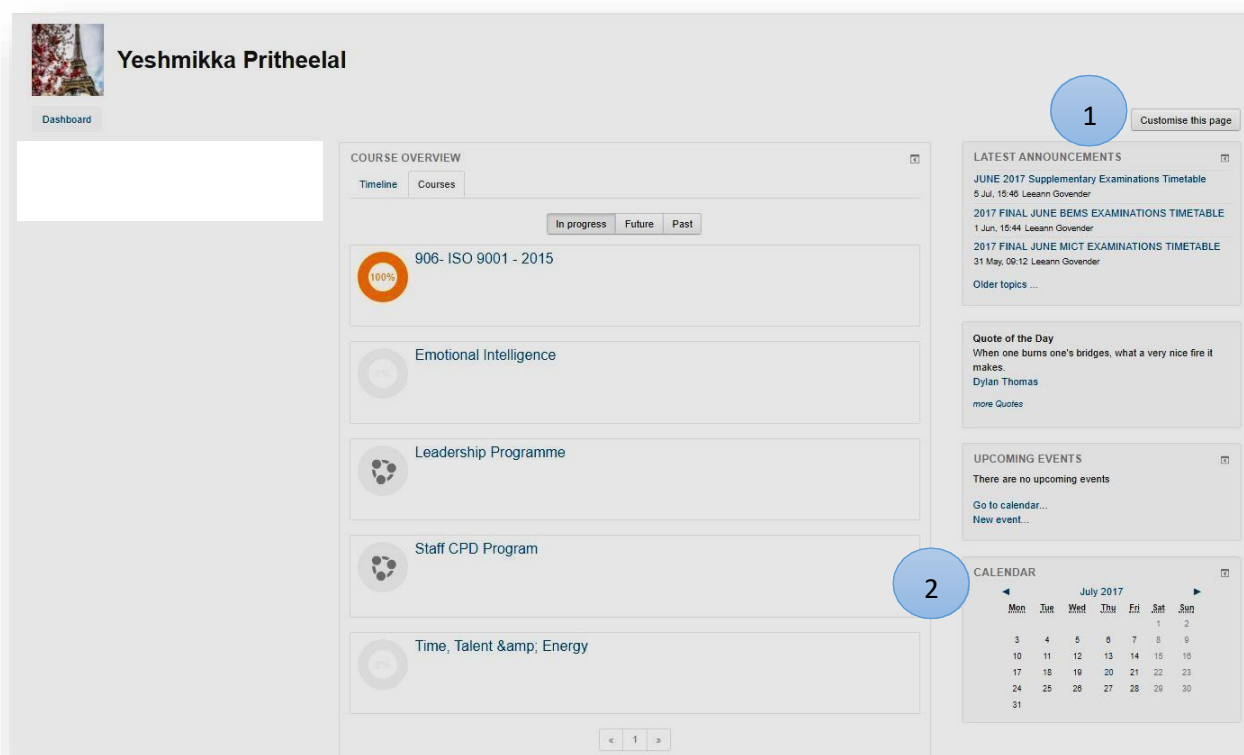 Yeshmikka Pritheelal
Dashboard
1
Customise this page
COURSE OVERVIEW
Timeline Courses
In progress Future Past
100%
906- ISO 9001 - 2015
Emotional Intelligence
Leadership Programme
Staff CPD Program
Time, Talent &amp; Energy
« 1 »
LATEST ANNOUNCEMENTS
JUNE 2017 Supplementary Examinations Timetable
5 Jul, 15:46 Leeann Govender
2017 FINAL JUNE BEMS EXAMINATIONS TIMETABLE
1 Jun, 15:44 Leeann Govender
2017 FINAL JUNE MICT EXAMINATIONS TIMETABLE
31 May, 09:12 Leeann Govender
Older topics ...
Quote of the Day
When one burns one's bridges, what a very nice fire it
makes.
Dylan Thomas
more Quotes
UPCOMING EVENTS
There are no upcoming events
Go to calendar...
New event...
2
CALENDAR
◄ July 2017 ►
Mon Tue Wed Thu Fri Sat Sun
1 2
3 4 5 6 7 8 9
10 11 12 13 14 15 16
17 18 19 20 21 22 23
24 25 26 27 28 29 30
31